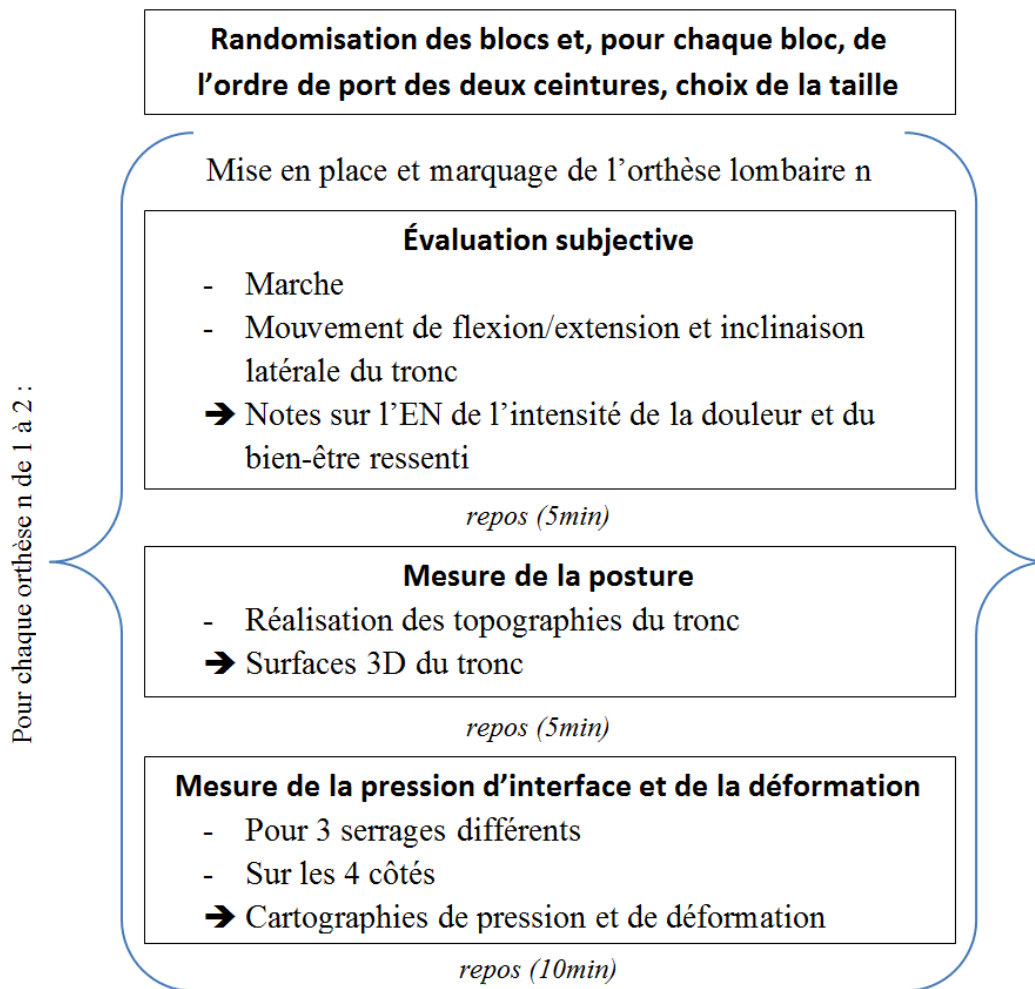 Randomisation des blocs et, pour chaque bloc, de
l’ordre de port des deux ceintures, choix de la taille
Pour chaque orthèse n de 1 à 2 :
Mise en place et marquage de l’orthèse lombaire n
Évaluation subjective
- Marche
- Mouvement de flexion/extension et inclinaison
latérale du tronc
➔ Notes sur l’EN de l’intensité de la douleur et du
bien-être ressenti
repos (5min)
Mesure de la posture
- Réalisation des topographies du tronc
➔ Surfaces 3D du tronc
repos (5min)
Mesure de la pression d’interface et de la déformation
- Pour 3 serrages différents
- Sur les 4 côtés
➔ Cartographies de pression et de déformation
repos (10min)